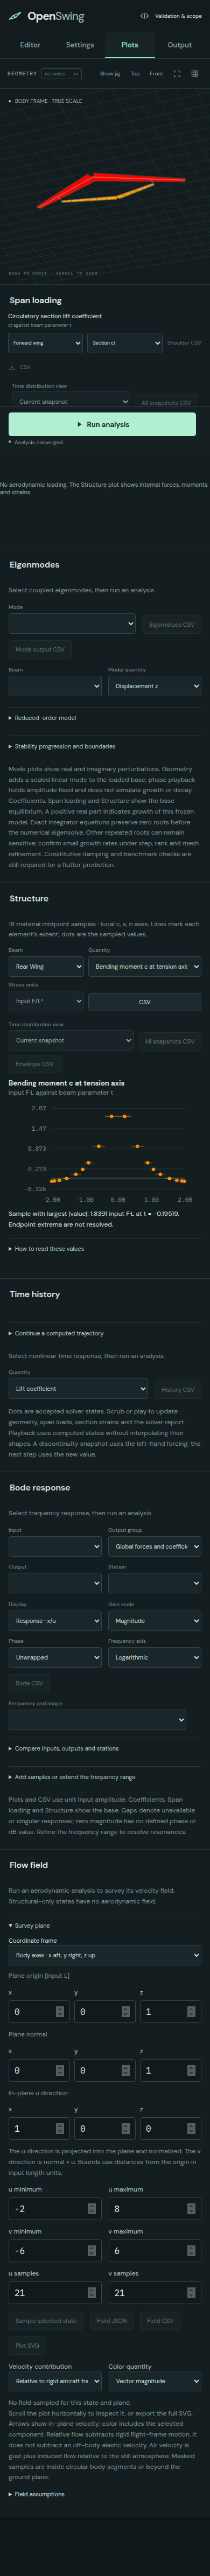 OpenSwing
Validation & scope
Editor
Settings
Plots
Output
GEOMETRY
Show jig
Top
Front
BODY FRAME · TRUE SCALE
DRAG TO ORBIT · SCROLL TO ZOOM
Span loading
Circulatory section lift coefficient
cl against beam parameter t
Forward wing
Section cl
Shoulder CSV
CSV
Time distribution view
Current snapshot
All snapshots CSV
Run analysis
Analysis converged
No aerodynamic loading. The Structure plot shows internal forces, moments
and strains.
Eigenmodes
Select coupled eigenmodes, then run an analysis.
Mode
Eigenvalues CSV
Mode output CSV
Beam
Modal quantity
Displacement z
Reduced-order model
Stability progression and boundaries
Mode plots show real and imaginary perturbations. Geometry
adds a scaled linear mode to the loaded base; phase playback
holds amplitude fixed and does not simulate growth or decay.
Coefficients, Span loading and Structure show the base
equilibrium. A positive real part indicates growth of this frozen
model. Exact integrator equations preserve zero roots before
the numerical eigensolve. Other repeated roots can remain
sensitive; confirm small growth rates under step, rank and mesh
refinement. Constitutive damping and benchmark checks are
still required for a flutter prediction.
Structure
18 material midpoint samples · local c, s, n axes. Lines mark each
element's extent; dots are the sampled values.
Beam
Quantity
Rear Wing
Bending moment c at tension axis
Stress units
Input F/L²
CSV
Time distribution view
Current snapshot
All snapshots CSV
Envelope CSV
Bending moment c at tension axis
Input F·L against beam parameter t
2.07
1.47
0.873
0.273
-0.326
-2.00
-1.00
0.00
1.00
2.00
Sample with largest |value|: 1.8391 input F·L at t = -0.19519.
Endpoint extrema are not resolved.
How to read these values
Time history
Continue a computed trajectory
Select nonlinear time response, then run an analysis.
Quantity
Lift coefficient
History CSV
Dots are accepted solver states. Scrub or play to update
geometry, span loads, section strains and the solver report.
Playback uses computed states without interpolating their
shapes. A discontinuity snapshot uses the left-hand forcing; the
next step uses the new value.
Bode response
Select frequency response, then run an analysis.
Input
Output group
Global forces and coefficie
Output
Station
Display
Gain scale
Response · x/u
Magnitude
Phase
Frequency axis
Unwrapped
Logarithmic
Bode CSV
Frequency and shape
Compare inputs, outputs and stations
Add samples or extend the frequency range
Plots and CSV use unit input amplitude. Coefficients, Span
loading and Structure show the base. Gaps denote unavailable
or singular responses; zero magnitude has no defined phase or
dB value. Refine the frequency range to resolve resonances.
Flow field
Run an aerodynamic analysis to survey its velocity field.
Structural-only states have no aerodynamic field.
Survey plane
Coordinate frame
Body axes · x aft, y right, z up
Plane origin [input L]
x
y
z
0
0
1
Plane normal
x
y
z
0
0
1
In-plane u direction
x
y
z
1
0
0
The u direction is projected into the plane and normalized. The v
direction is normal × u. Bounds use distances from the origin in
input length units.
u minimum
u maximum
-2
8
v minimum
v maximum
-6
6
u samples
v samples
21
21
Sample selected state
Field JSON
Field CSV
Plot SVG
Velocity contribution
Color quantity
Relative to rigid aircraft fra
Vector magnitude
No field sampled for this state and plane.
Scroll the plot horizontally to inspect it, or export the full SVG.
Arrows show in-plane velocity; color includes the selected
component. Relative flow subtracts rigid flight-frame motion. It
does not subtract an off-body elastic velocity. Air velocity is
gust plus induced flow relative to the still atmosphere. Masked
samples are inside circular body segments or beyond the
ground plane.
Field assumptions